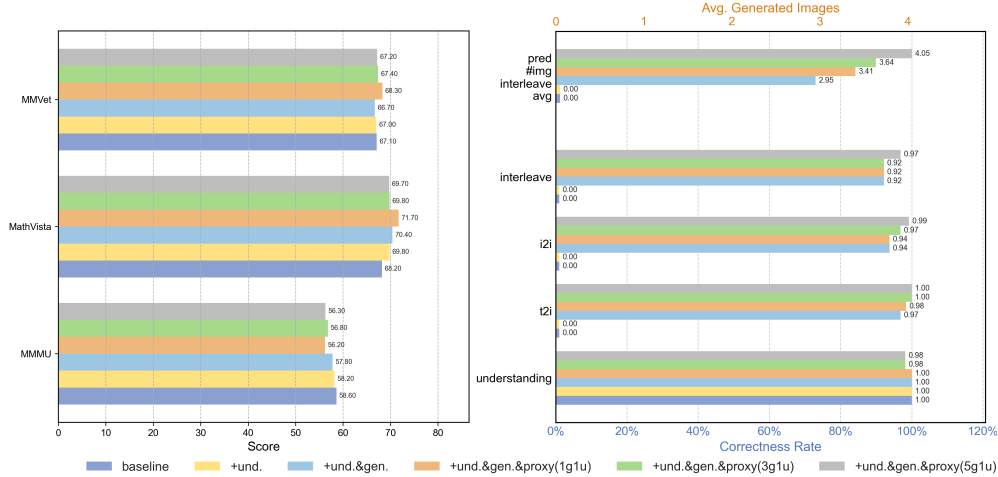 MMVet
67.20
67.40
68.30
66.70
67.00
67.10
MathVista
69.70
69.80
71.70
70.40
69.80
68.20
MMMU
56.30
56.80
56.20
57.80
58.20
58.60
0 10 20 30 40 50 60 70 80
Score
Avg. Generated Images
0 1 2 3 4
pred
#img
interleave
avg
4.05
3.64
3.41
2.95
0.00
0.00
interleave
0.97
0.92
0.92
0.92
0.00
0.00
i2i
0.99
0.97
0.94
0.94
0.00
0.00
t2i
1.00
1.00
0.98
0.97
0.00
0.00
understanding
0.98
0.98
1.00
1.00
1.00
1.00
0% 20% 40% 60% 80% 100% 120%
Correctness Rate
baseline +und. +und.&gen. +und.&gen.&proxy(1g1u) +und.&gen.&proxy(3g1u) +und.&gen.&proxy(5g1u)